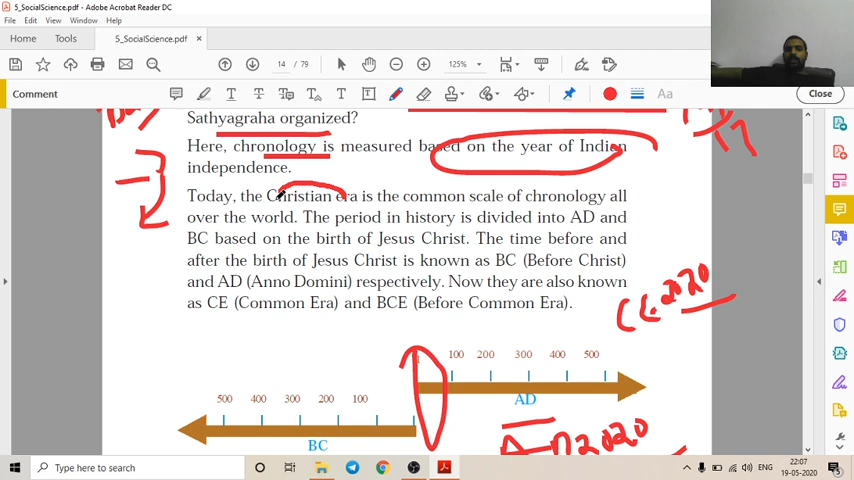 5_SocialScience.pdf - Adobe Acrobat Reader DC
File Edit View Window Help
Home Tools 5_SocialScience.pdf ×
14 / 79 125%
Comment Aa Close
Sathyagraha organized?
Here, chronology is measured based on the year of Indian
independence.
17
Today, the Christian era is the common scale of chronology all
over the world. The period in history is divided into AD and
BC based on the birth of Jesus Christ. The time before and
after the birth of Jesus Christ is known as BC (Before Christ)
and AD (Anno Domini) respectively. Now they are also known
as CE (Common Era) and BCE (Before Common Era).
2020
100 200 300 400 500
AD
500 400 300 200 100
BC
AD 2020
ENG 22:07
19-05-2020
5